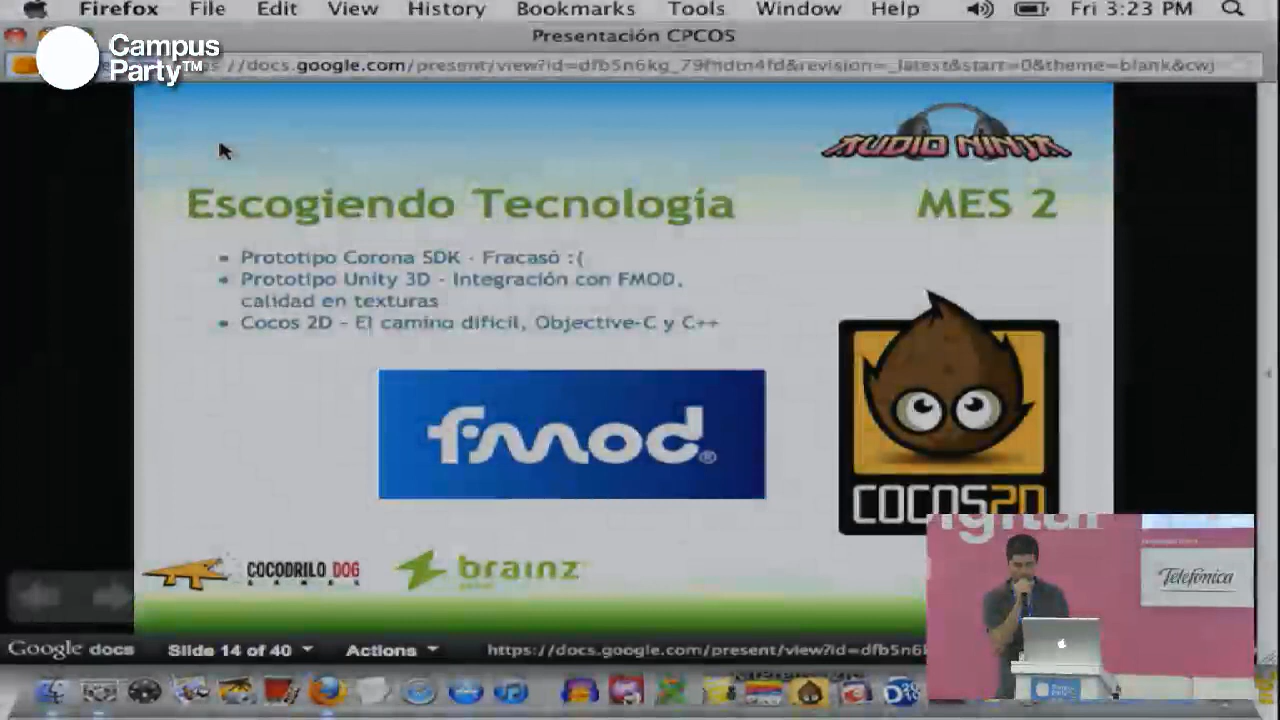 Firefox File Edit View History Bookmarks Tools Window Help Fri 3:23 PM
Presentación CPCOS
Campus
Party™
//docs.google.com/present/view?id=dfb5n6kg_79fhdtn4fd&revision=_latest&start=0&theme=blank&cwj
AUDIO NINJA
Escogiendo Tecnología
MES 2
Prototipo Corona SDK - Fracasó :(
Prototipo Unity 3D - Integración con FMOD,
calidad en texturas
Cocos 2D - El camino dificil, Objective-C y C++
fmod®
COCOS2D
COCODRILO DOG
GAMES
brainz
Digital
Telefónica
Google docs Slide 14 of 40 Actions https://docs.google.com/present/view?id=dfb5n6